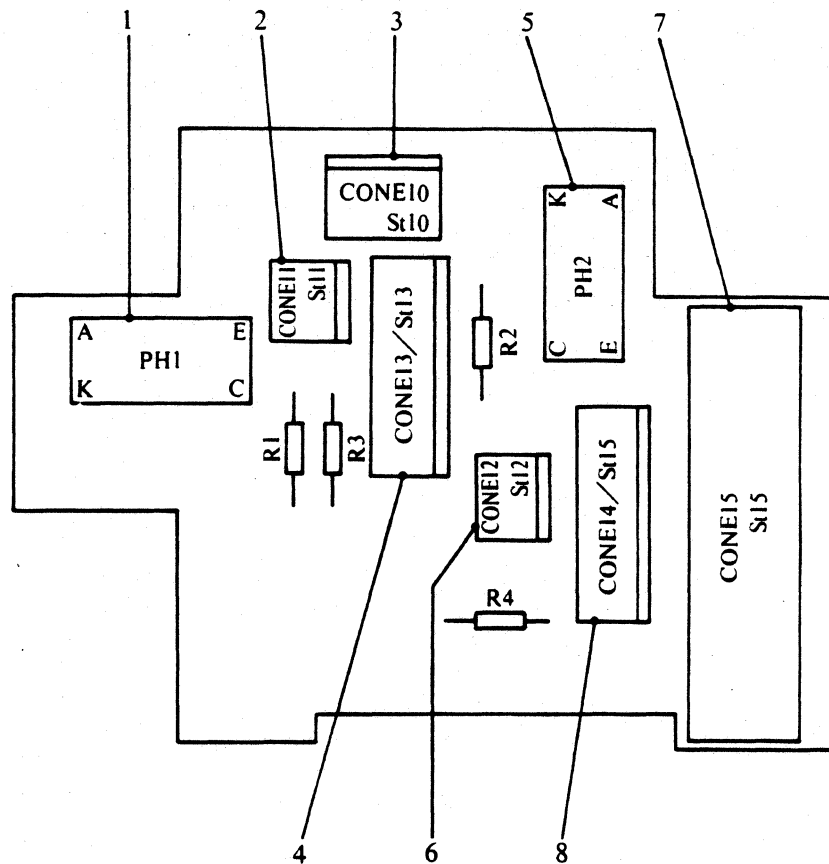 1
2
3
5
7
CONE10
St10
K A
PH2
C E
CONE11
St11
CONE13/St13
R2
A E
PH1
K C
R1
R3
CONE12
St12
CONE14/St15
CONE15
St15
R4
4
6
8